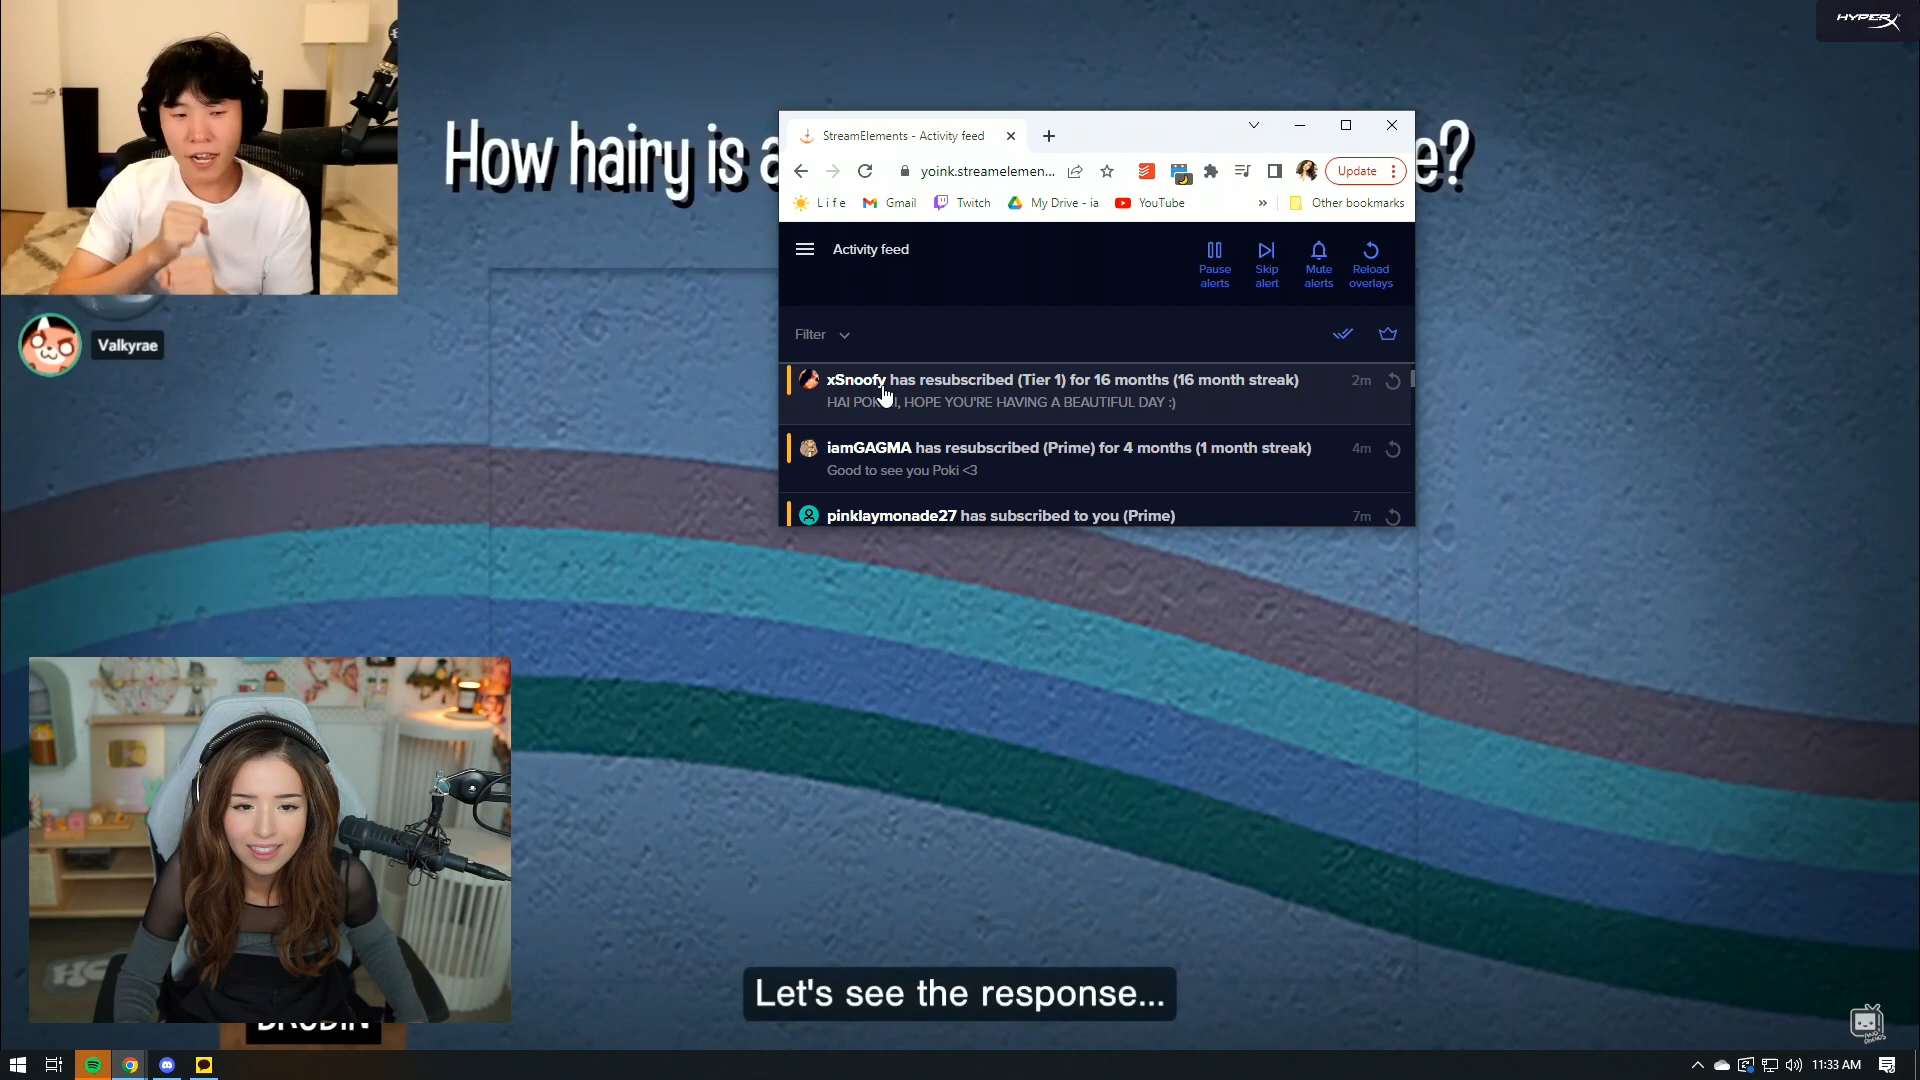 HYPERX
How hairy is a
e?
StreamElements - Activity feed
yoink.streamelemen...
Update
Life
Gmail
Twitch
My Drive - ia
YouTube
»
Other bookmarks
Activity feed
Pause alerts
Skip alert
Mute alerts
Reload overlays
Filter
xSnoofy has resubscribed (Tier 1) for 16 months (16 month streak)
2m
HAI POK I, HOPE YOU'RE HAVING A BEAUTIFUL DAY :)
iamGAGMA has resubscribed (Prime) for 4 months (1 month streak)
4m
Good to see you Poki <3
pinklaymonade27 has subscribed to you (Prime)
7m
Valkyrae
Let's see the response...
11:33 AM